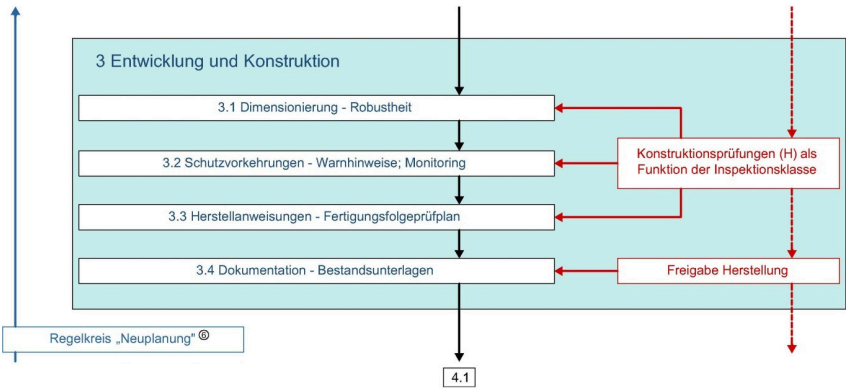 3 Entwicklung und Konstruktion
3.1 Dimensionierung - Robustheit
3.2 Schutzvorkehrungen - Warnhinweise; Monitoring
Konstruktionsprüfungen (H) als
Funktion der Inspektionsklasse
3.3 Herstellanweisungen - Fertigungsfolgeprüfplan
3.4 Dokumentation - Bestandsunterlagen
Freigabe Herstellung
Regelkreis „Neuplanung" ⑥
4.1